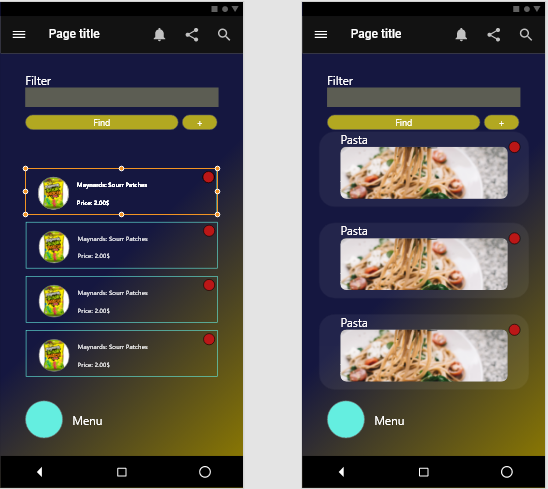 Page title
Filter
Find
+
Maynards: Sourr Patches
Price: 2.00$
Maynards: Sourr Patches
Price: 2.00$
Maynards: Sourr Patches
Price: 2.00$
Maynards: Sourr Patches
Price: 2.00$
Menu
Page title
Filter
Find
+
Pasta
Pasta
Pasta
Menu